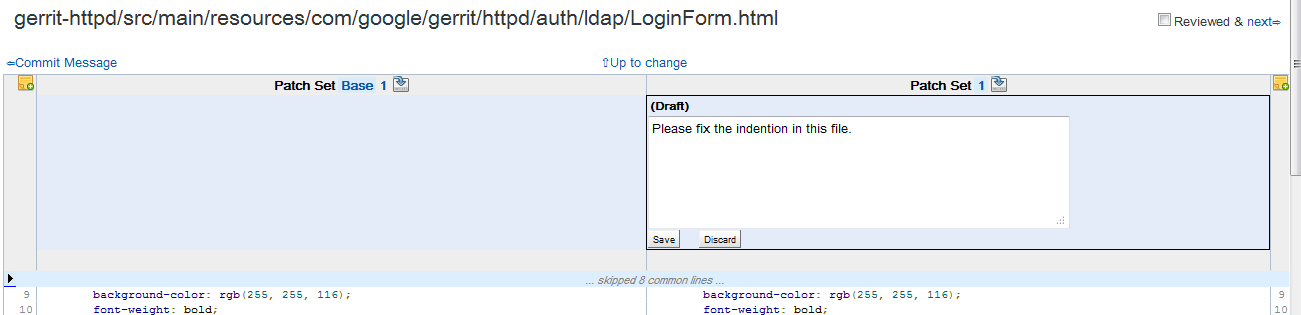 gerrit-httpd/src/main/resources/com/google/gerrit/httpd/auth/ldap/LoginForm.html
Reviewed & next⇨
⇦Commit Message
⇧Up to change
Patch Set Base 1
Patch Set 1
(Draft)
Please fix the indention in this file.
Save Discard
... skipped 8 common lines ...
9 background-color: rgb(255, 255, 116); background-color: rgb(255, 255, 116); 9
10 font-weight: bold; font-weight: bold; 10